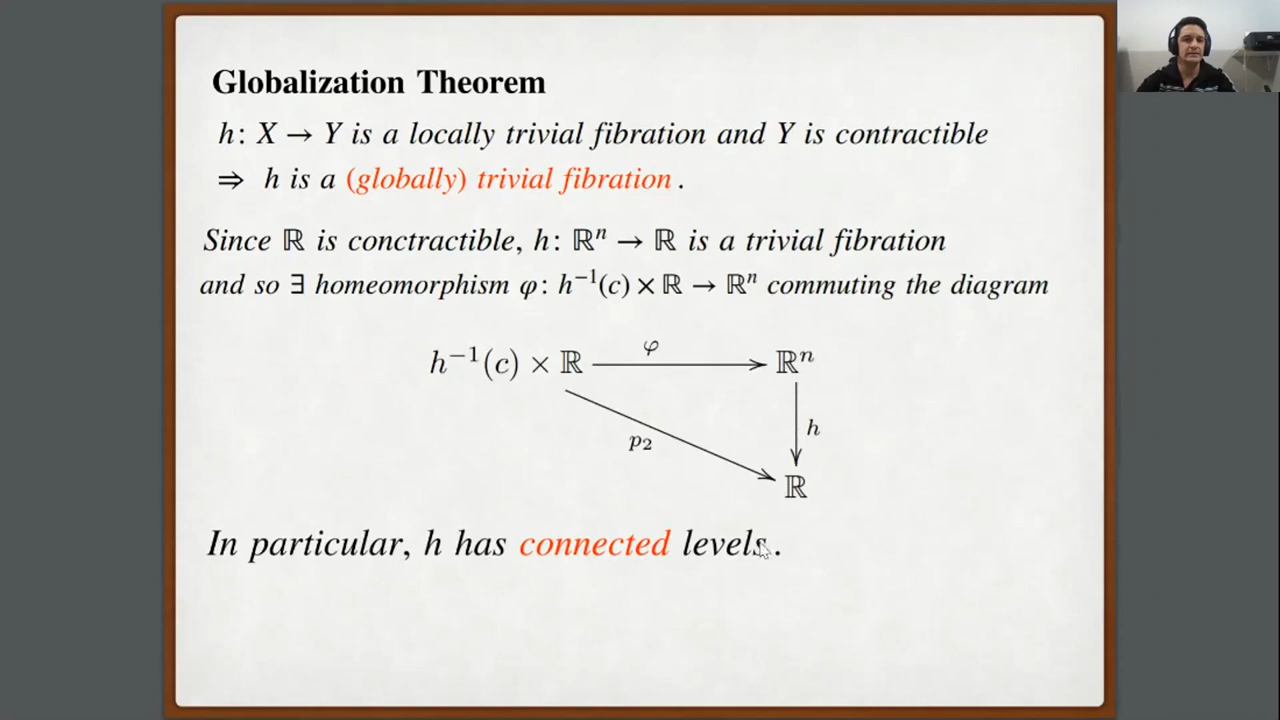 Globalization Theorem
h: X → Y is a locally trivial fibration and Y is contractible
⇒ h is a (globally) trivial fibration .
Since ℝ is conctractible, h: ℝⁿ → ℝ is a trivial fibration
and so ∃ homeomorphism φ: h⁻¹(c) × ℝ → ℝⁿ commuting the diagram
φ
h⁻¹(c) × ℝ ℝⁿ
h
p₂
ℝ
In particular, h has connected levels .